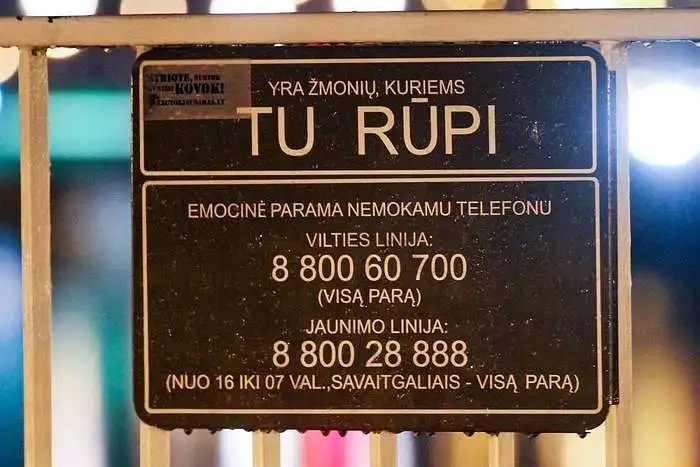 YRA ŽMONIŲ, KURIEMS
TU RŪPI
KOVOK!
EMOCINĖ PARAMA NEMOKAMU TELEFONU
VILTIES LINIJA:
8 800 60 700
(VISĄ PARĄ)
JAUNIMO LINIJA:
8 800 28 888
(NUO 16 IKI 07 VAL.,SAVAITGALIAIS - VISĄ PARĄ)